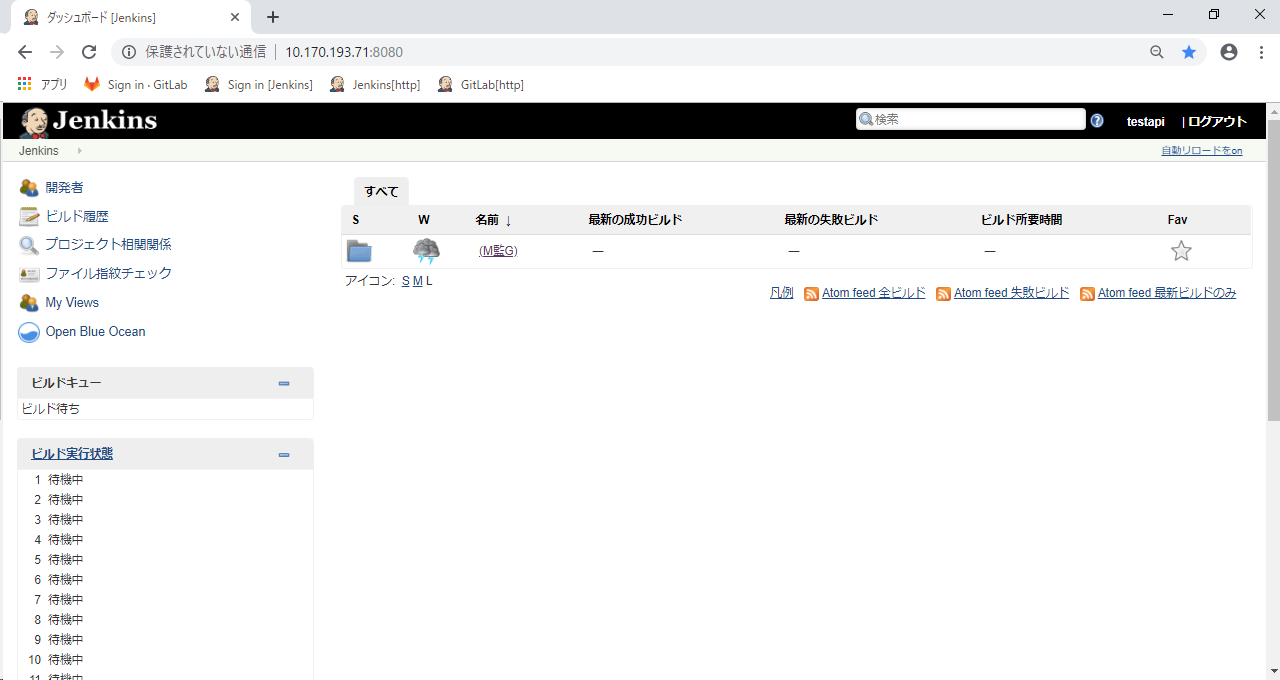 ダッシュボード [Jenkins]
保護されていない通信 10.170.193.71:8080
アプリ Sign in · GitLab Sign in [Jenkins] Jenkins[http] GitLab[http]
Jenkins 検索 testapi | ログアウト
Jenkins 自動リロードをon
開発者
ビルド履歴
プロジェクト相関関係
ファイル指紋チェック
My Views
Open Blue Ocean
ビルドキュー
ビルド待ち
ビルド実行状態
1 待機中
2 待機中
3 待機中
4 待機中
5 待機中
6 待機中
7 待機中
8 待機中
9 待機中
10 待機中
11 待機中
すべて
S W 名前 ↓ 最新の成功ビルド 最新の失敗ビルド ビルド所要時間 Fav
(M監G) — — —
アイコン: S M L
凡例 Atom feed 全ビルド Atom feed 失敗ビルド Atom feed 最新ビルドのみ